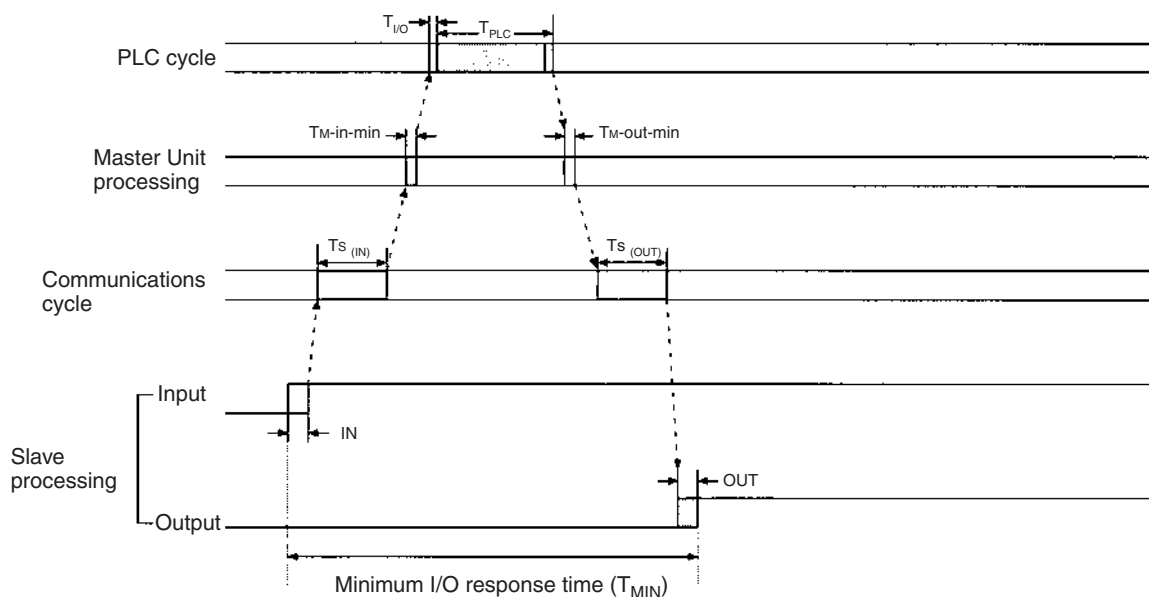 T_I/O
T_PLC
PLC cycle
TM-in-min
TM-out-min
Master Unit
processing
TS (IN)
Ts (OUT)
Communications
cycle
Input
IN
Slave
processing
OUT
Output
Minimum I/O response time (T_MIN)